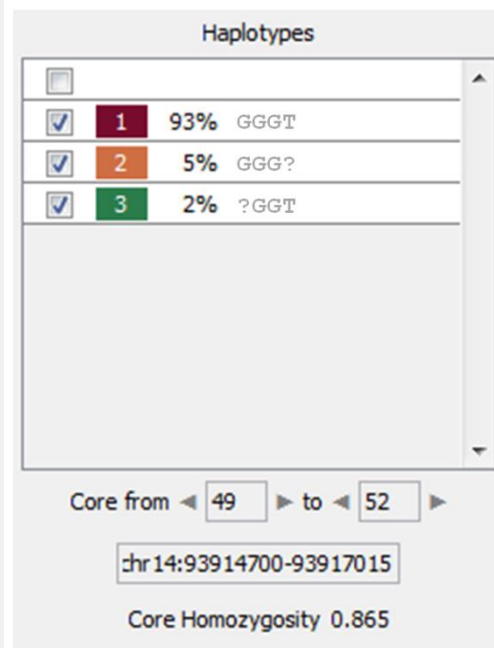 Haplotypes
1 93% GGGT
2 5% GGG?
3 2% ?GGT
Core from 49 to 52
chr14:93914700-93917015
Core Homozygosity 0.865